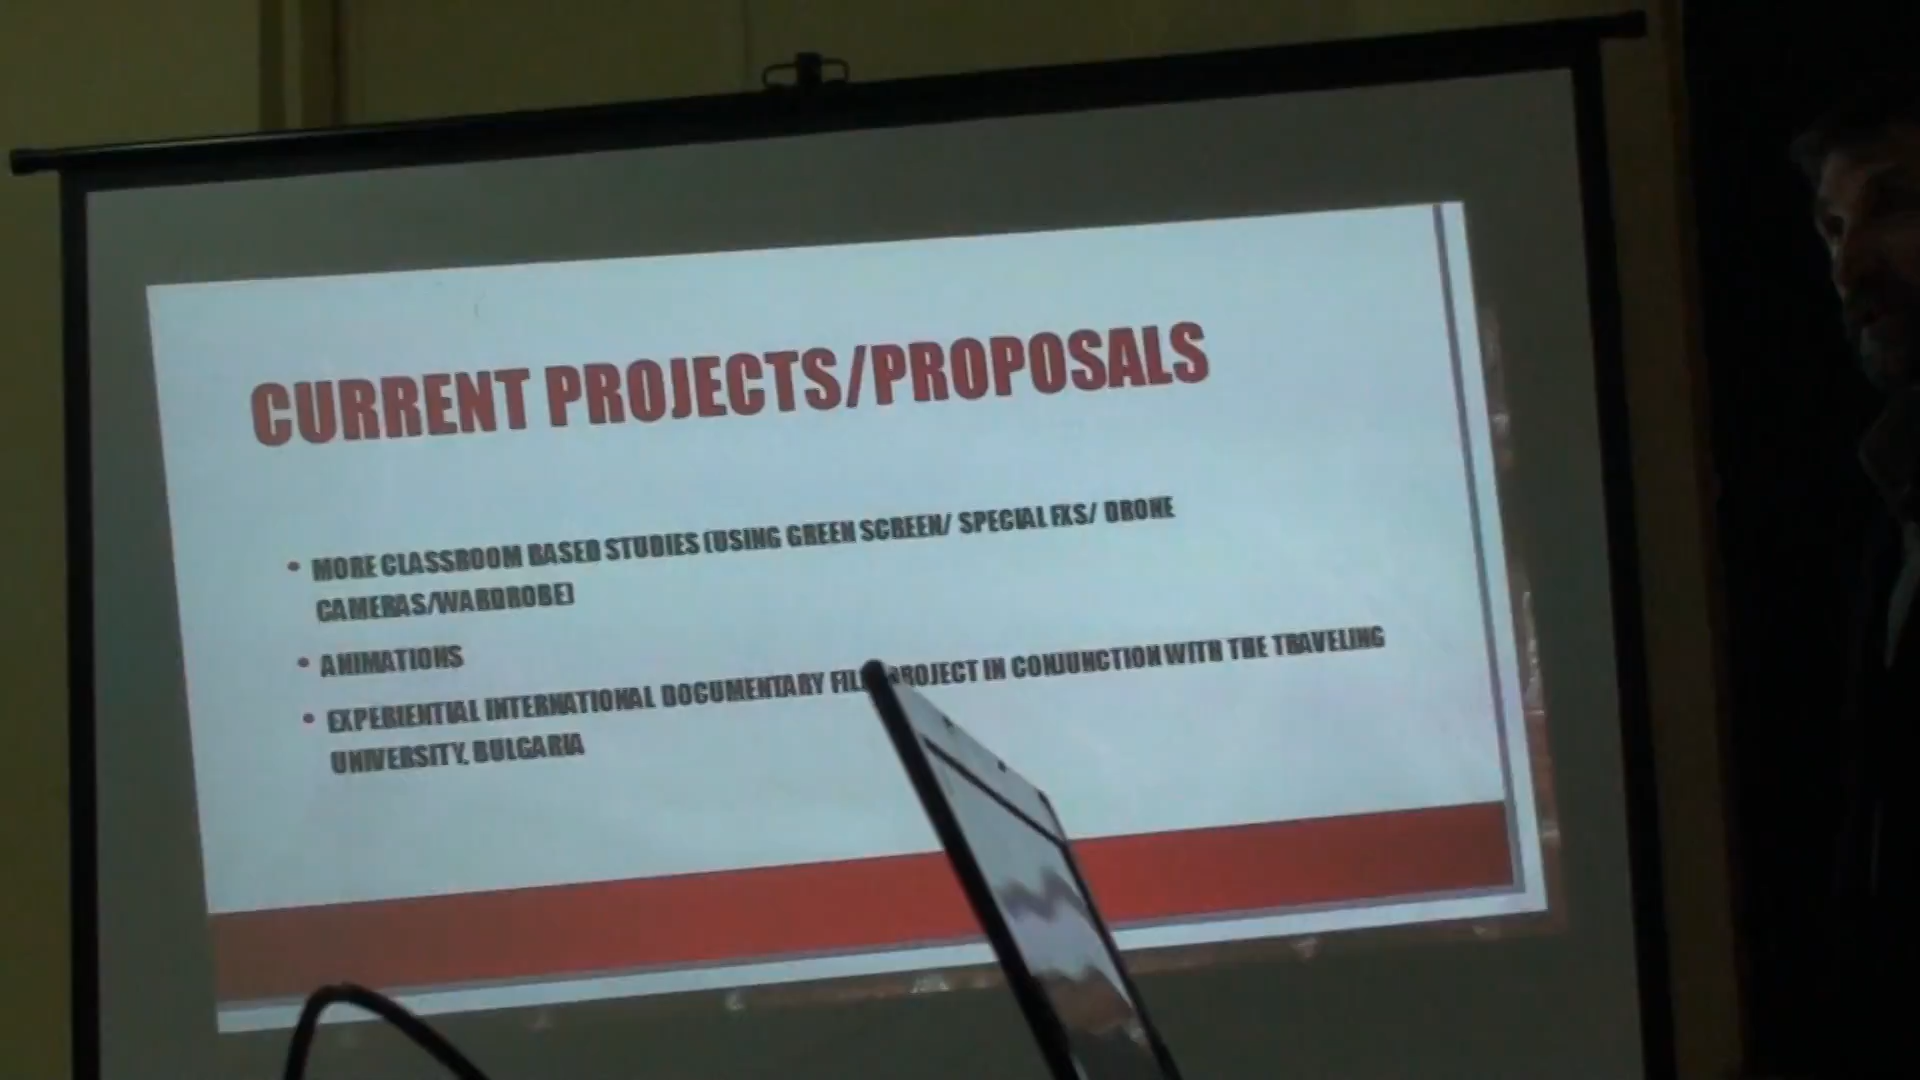 CURRENT PROJECTS/PROPOSALS
• MORE CLASSROOM BASED STUDIES (USING GREEN SCREEN/ SPECIAL FXS/ DRONE
CAMERAS/WARDROBE)
• ANIMATIONS
• EXPERIENTIAL INTERNATIONAL DOCUMENTARY FILM PROJECT IN CONJUNCTION WITH THE TRAVELING
UNIVERSITY, BULGARIA